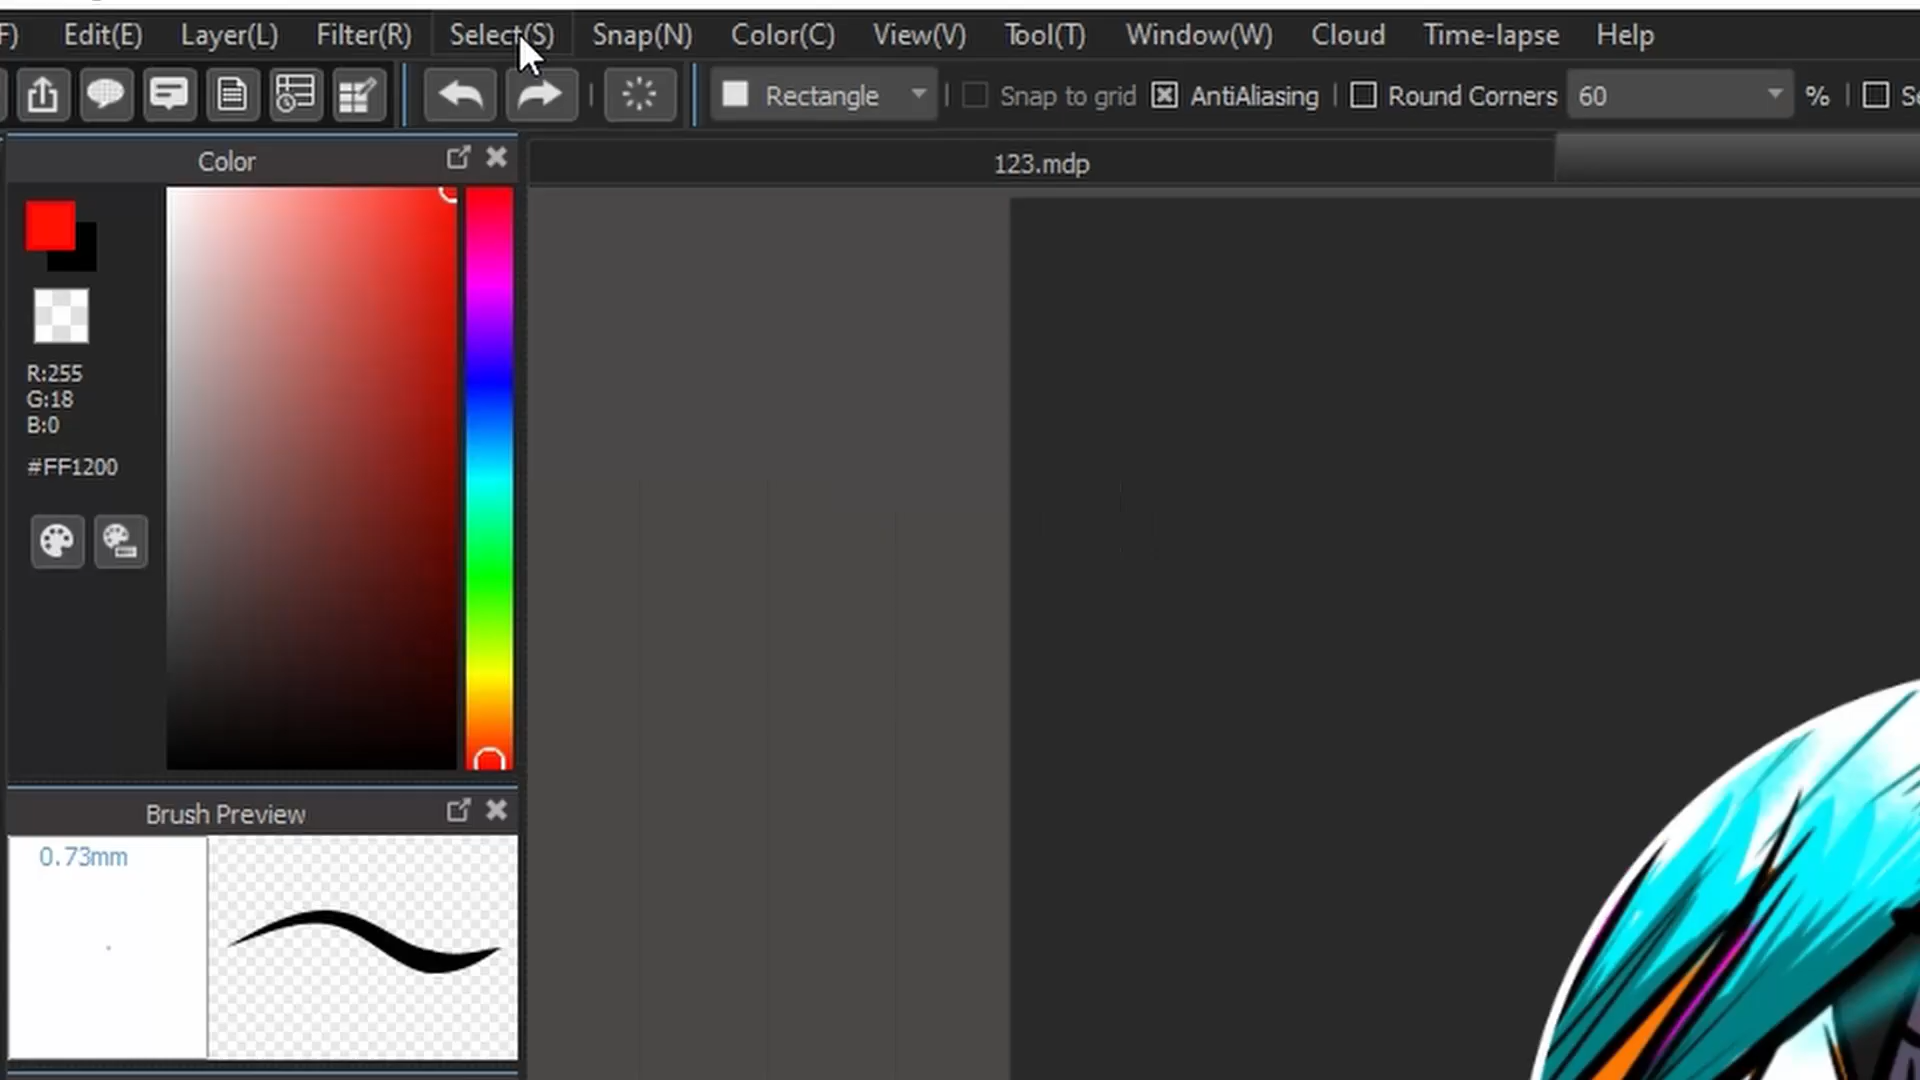 F) Edit(E) Layer(L) Filter(R) Select(S) Snap(N) Color(C) View(V) Tool(T) Window(W) Cloud Time-lapse Help
Rectangle Snap to grid AntiAliasing Round Corners 60 % Se
Color
123.mdp
R:255
G:18
B:0
#FF1200
Brush Preview
0.73mm